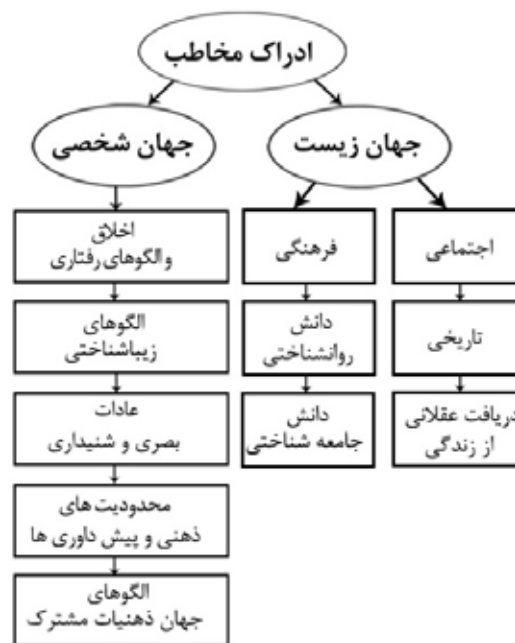 ادراک مخاطب
جهان زیست
جهان شخصی
اجتماعی
تاریخی
دریافت عقلانی
از زندگی
فرهنگی
دانش
روانشناختی
دانش
جامعه شناختی
اخلاق
والگوهای رفتاری
الگوهای
زیباشناختی
عادات
بصری و شنیداری
محدودیت های
ذهنی و پیش داوری ها
الگوهای
جهان ذهنیات مشترک